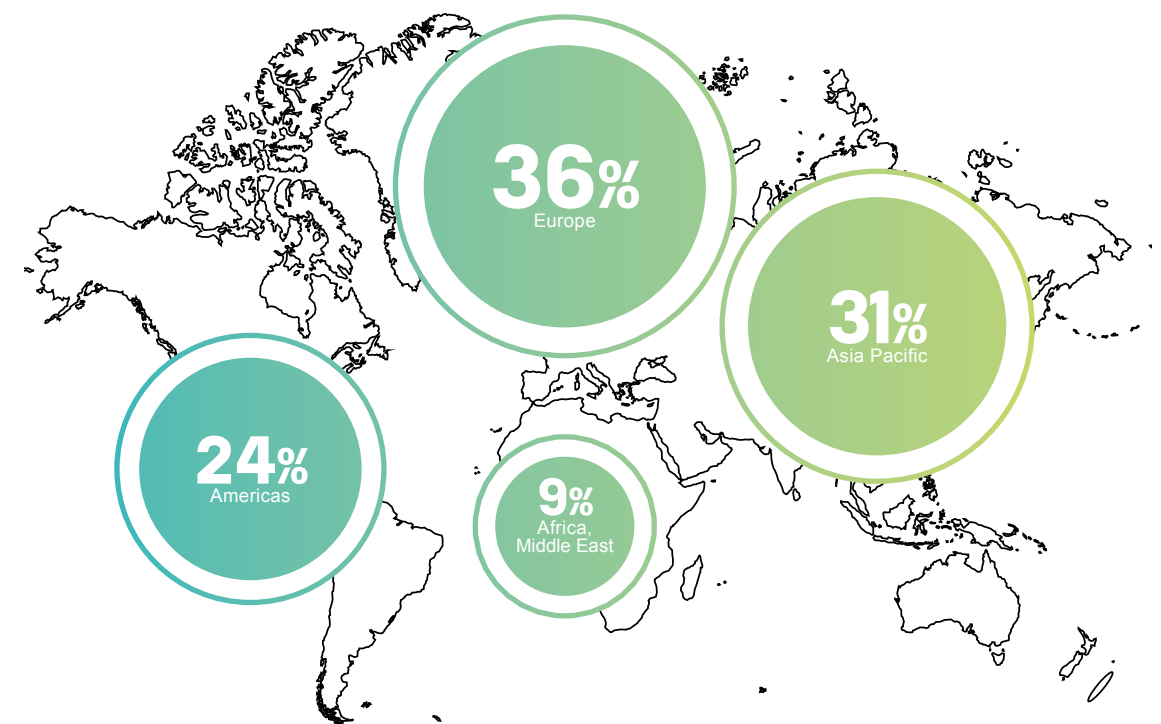 36%
Europe
31%
Asia Pacific
24%
Americas
9%
Africa,
Middle East